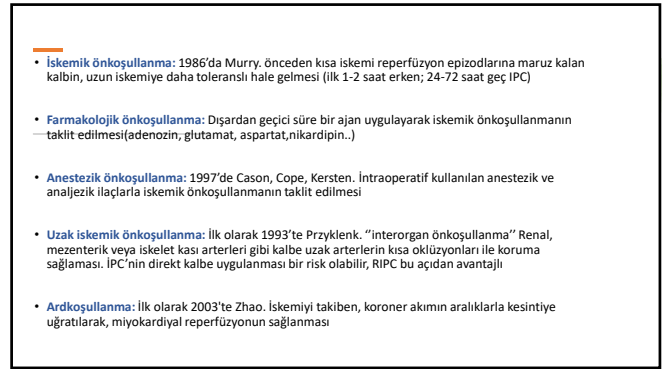 • İskemik önkoşullanma: 1986'da Murry. önceden kısa iskemi reperfüzyon epizodlarına maruz kalan
kalbin, uzun iskemiye daha toleranslı hale gelmesi (ilk 1-2 saat erken; 24-72 saat geç IPC)
• Farmakolojik önkoşullanma: Dışardan geçici süre bir ajan uygulayarak iskemik önkoşullanmanın
taklit edilmesi(adenozin, glutamat, aspartat,nikardipin..)
• Anestezik önkoşullanma: 1997'de Cason, Cope, Kersten. İntraoperatif kullanılan anestezik ve
analjezik ilaçlarla iskemik önkoşullanmanın taklit edilmesi
• Uzak iskemik önkoşullanma: İlk olarak 1993'te Przyklenk. ''interorgan önkoşullanma'' Renal,
mezenterik veya iskelet kası arterleri gibi kalbe uzak arterlerin kısa oklüzyonları ile koruma
sağlaması. İPC'nin direkt kalbe uygulanması bir risk olabilir, RIPC bu açıdan avantajlı
• Ardkoşullanma: İlk olarak 2003'te Zhao. İskemiyi takiben, koroner akımın aralıklarla kesintiye
uğratılarak, miyokardiyal reperfüzyonun sağlanması